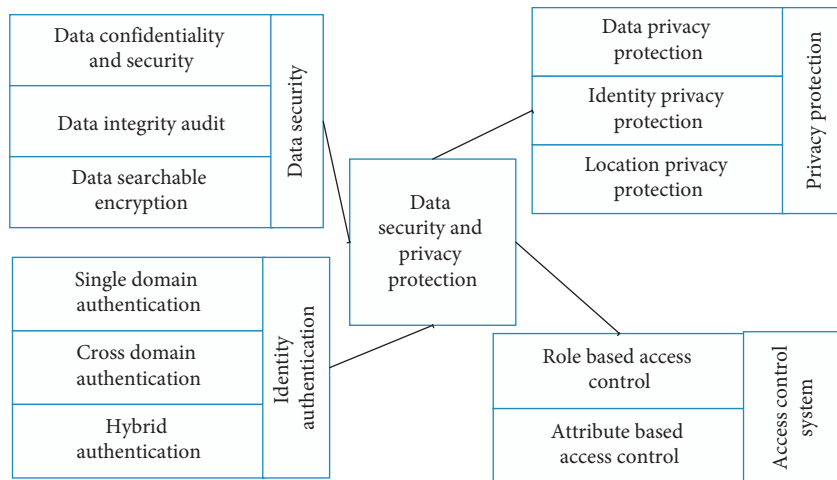 Data confidentiality
and security
Data integrity audit
Data searchable
encryption
Data security
Data privacy
protection
Identity privacy
protection
Location privacy
protection
Privacy protection
Data
security and
privacy
protection
Single domain
authentication
Cross domain
authentication
Hybrid
authentication
Identity
authentication
Role based access
control
Attribute based
access control
Access control
system